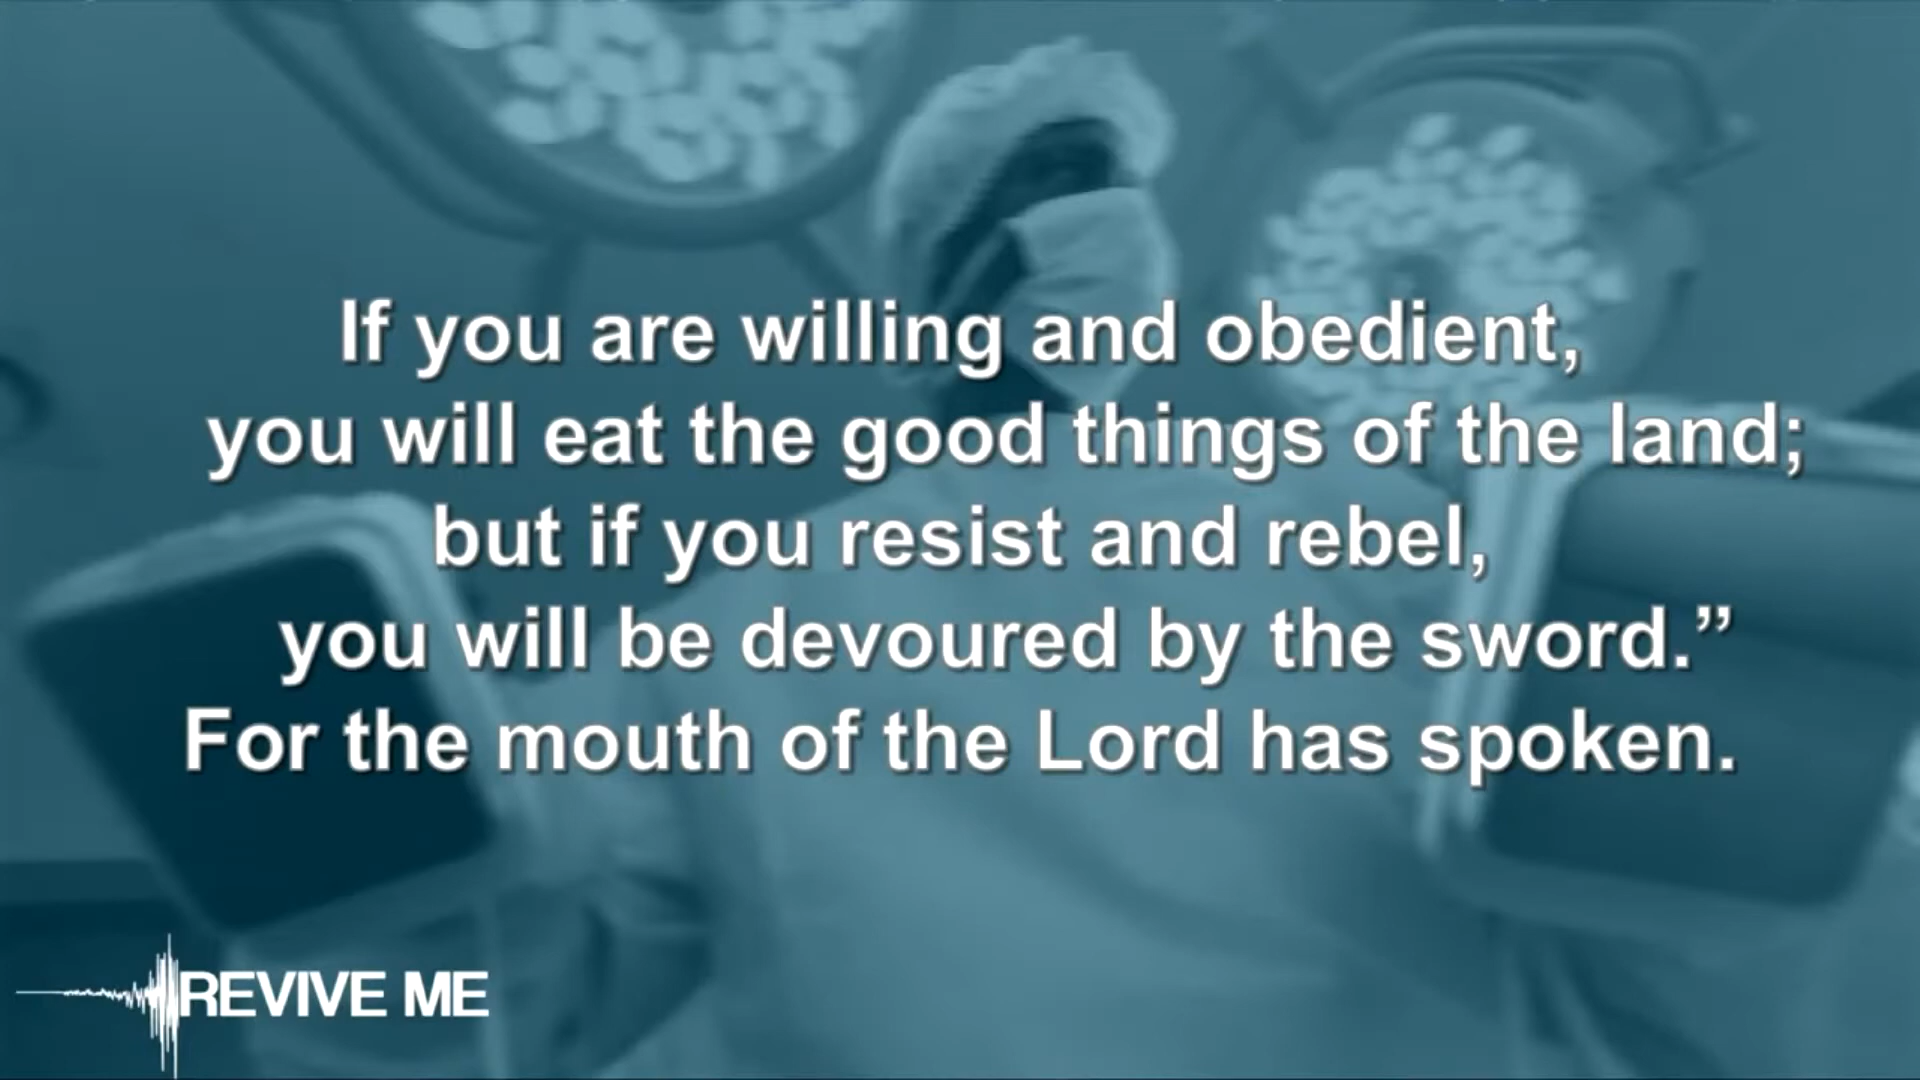 If you are willing and obedient,
you will eat the good things of the land;
but if you resist and rebel,
you will be devoured by the sword.”
For the mouth of the Lord has spoken.
REVIVE ME